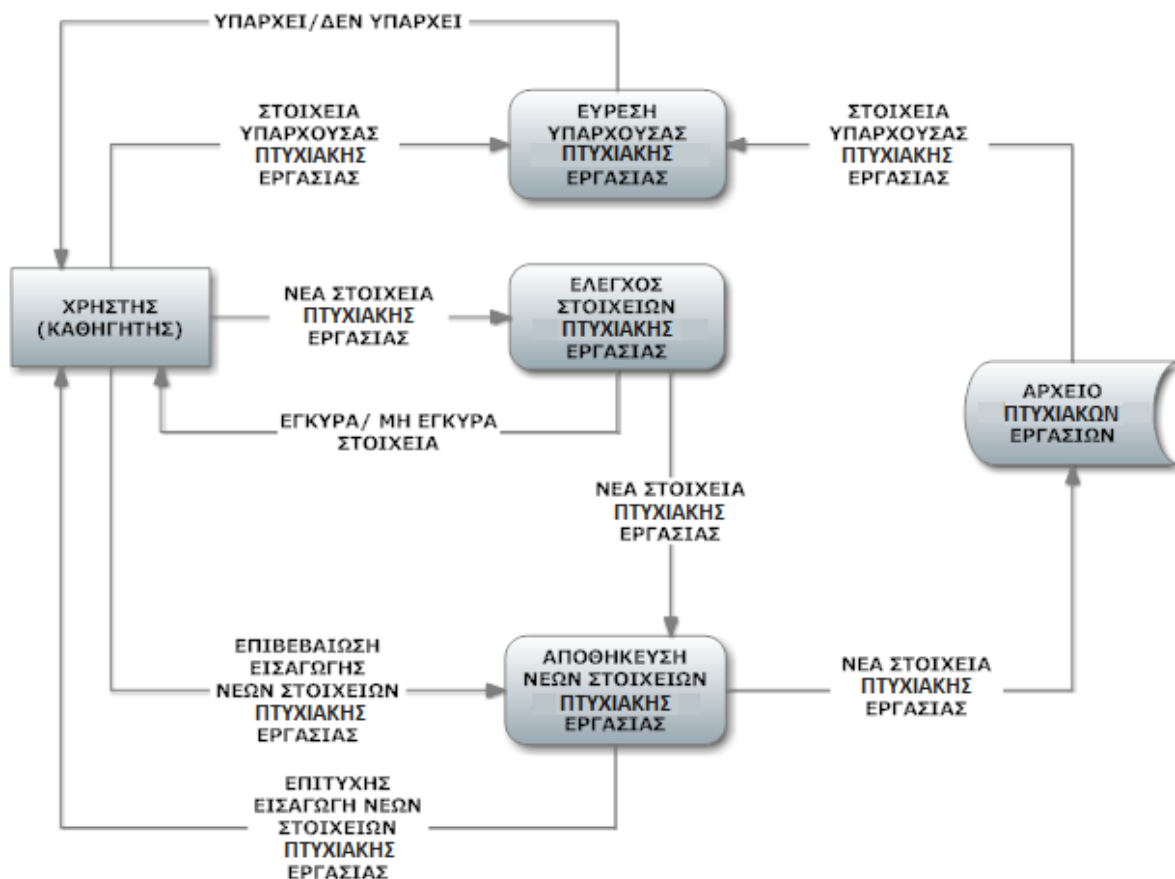 ΥΠΑΡΧΕΙ/ΔΕΝ ΥΠΑΡΧΕΙ
ΣΤΟΙΧΕΙΑ
ΥΠΑΡΧΟΥΣΑΣ
ΠΤΥΧΙΑΚΗΣ
ΕΡΓΑΣΙΑΣ
ΕΥΡΕΣΗ
ΥΠΑΡΧΟΥΣΑΣ
ΠΤΥΧΙΑΚΗΣ
ΕΡΓΑΣΙΑΣ
ΣΤΟΙΧΕΙΑ
ΥΠΑΡΧΟΥΣΑΣ
ΠΤΥΧΙΑΚΗΣ
ΕΡΓΑΣΙΑΣ
ΧΡΗΣΤΗΣ
(ΚΑΘΗΓΗΤΗΣ)
ΝΕΑ ΣΤΟΙΧΕΙΑ
ΠΤΥΧΙΑΚΗΣ
ΕΡΓΑΣΙΑΣ
ΕΛΕΓΧΟΣ
ΣΤΟΙΧΕΙΩΝ
ΠΤΥΧΙΑΚΗΣ
ΕΡΓΑΣΙΑΣ
ΕΓΚΥΡΑ/ ΜΗ ΕΓΚΥΡΑ
ΣΤΟΙΧΕΙΑ
ΑΡΧΕΙΟ
ΠΤΥΧΙΑΚΩΝ
ΕΡΓΑΣΙΩΝ
ΝΕΑ ΣΤΟΙΧΕΙΑ
ΠΤΥΧΙΑΚΗΣ
ΕΡΓΑΣΙΑΣ
ΕΠΙΒΕΒΑΙΩΣΗ
ΕΙΣΑΓΩΓΗΣ
ΝΕΩΝ ΣΤΟΙΧΕΙΩΝ
ΠΤΥΧΙΑΚΗΣ
ΕΡΓΑΣΙΑΣ
ΑΠΟΘΗΚΕΥΣΗ
ΝΕΩΝ ΣΤΟΙΧΕΙΩΝ
ΠΤΥΧΙΑΚΗΣ
ΕΡΓΑΣΙΑΣ
ΝΕΑ ΣΤΟΙΧΕΙΑ
ΠΤΥΧΙΑΚΗΣ
ΕΡΓΑΣΙΑΣ
ΕΠΙΤΥΧΗΣ
ΕΙΣΑΓΩΓΗ ΝΕΩΝ
ΣΤΟΙΧΕΙΩΝ
ΠΤΥΧΙΑΚΗΣ
ΕΡΓΑΣΙΑΣ